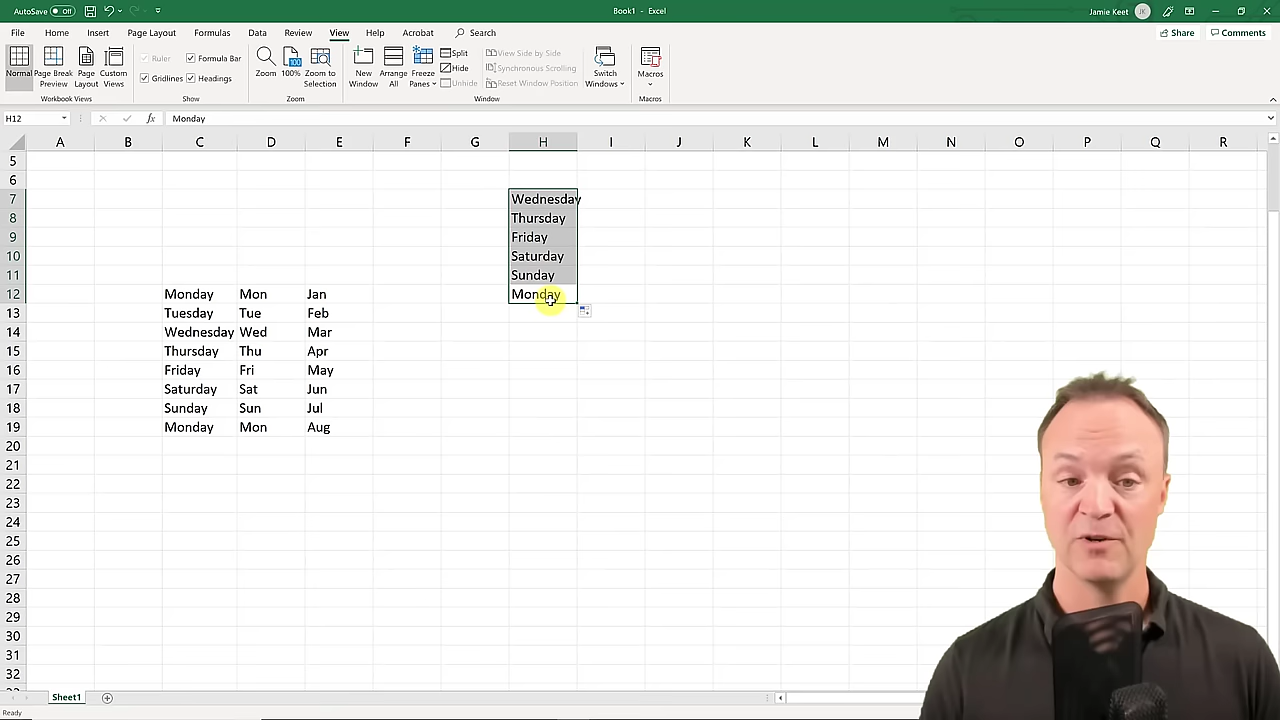 AutoSave Off Book1 - Excel Jamie Keet JK
File Home Insert Page Layout Formulas Data Review View Help Acrobat Search Share Comments
Normal Page Break Preview Page Layout Custom Views Ruler Formula Bar Gridlines Headings Zoom 100 100% Zoom to Selection New Window Arrange All Freeze Panes Split Hide Unhide View Side by Side Synchronous Scrolling Reset Window Position Switch Windows Macros
Workbook Views Show Zoom Window Macros
H12 fx Monday
A B C D E F G H I J K L M N O P Q R
5
6
7 Wednesday
8 Thursday
9 Friday
10 Saturday
11 Sunday
12 Monday Mon Jan Monday
13 Tuesday Tue Feb
14 Wednesday Wed Mar
15 Thursday Thu Apr
16 Friday Fri May
17 Saturday Sat Jun
18 Sunday Sun Jul
19 Monday Mon Aug
20
21
22
23
24
25
26
27
28
29
30
31
32
Sheet1
Ready